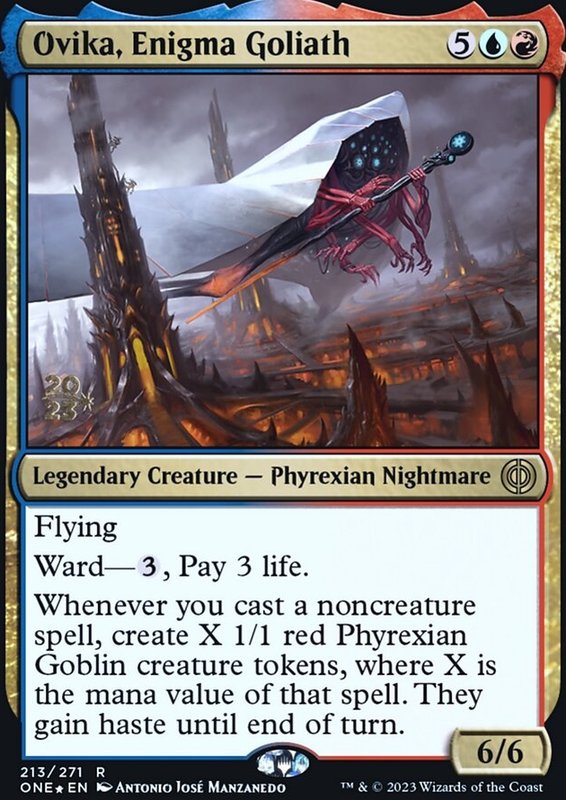 Ovika, Enigma Goliath 5
20
23
Legendary Creature — Phyrexian Nightmare
Flying
Ward—3, Pay 3 life.
Whenever you cast a noncreature
spell, create X 1/1 red Phyrexian
Goblin creature tokens, where X is
the mana value of that spell. They
gain haste until end of turn.
6/6
213/271 R
ONE★EN Antonio José Manzanedo
™ & © 2023 Wizards of the Coast